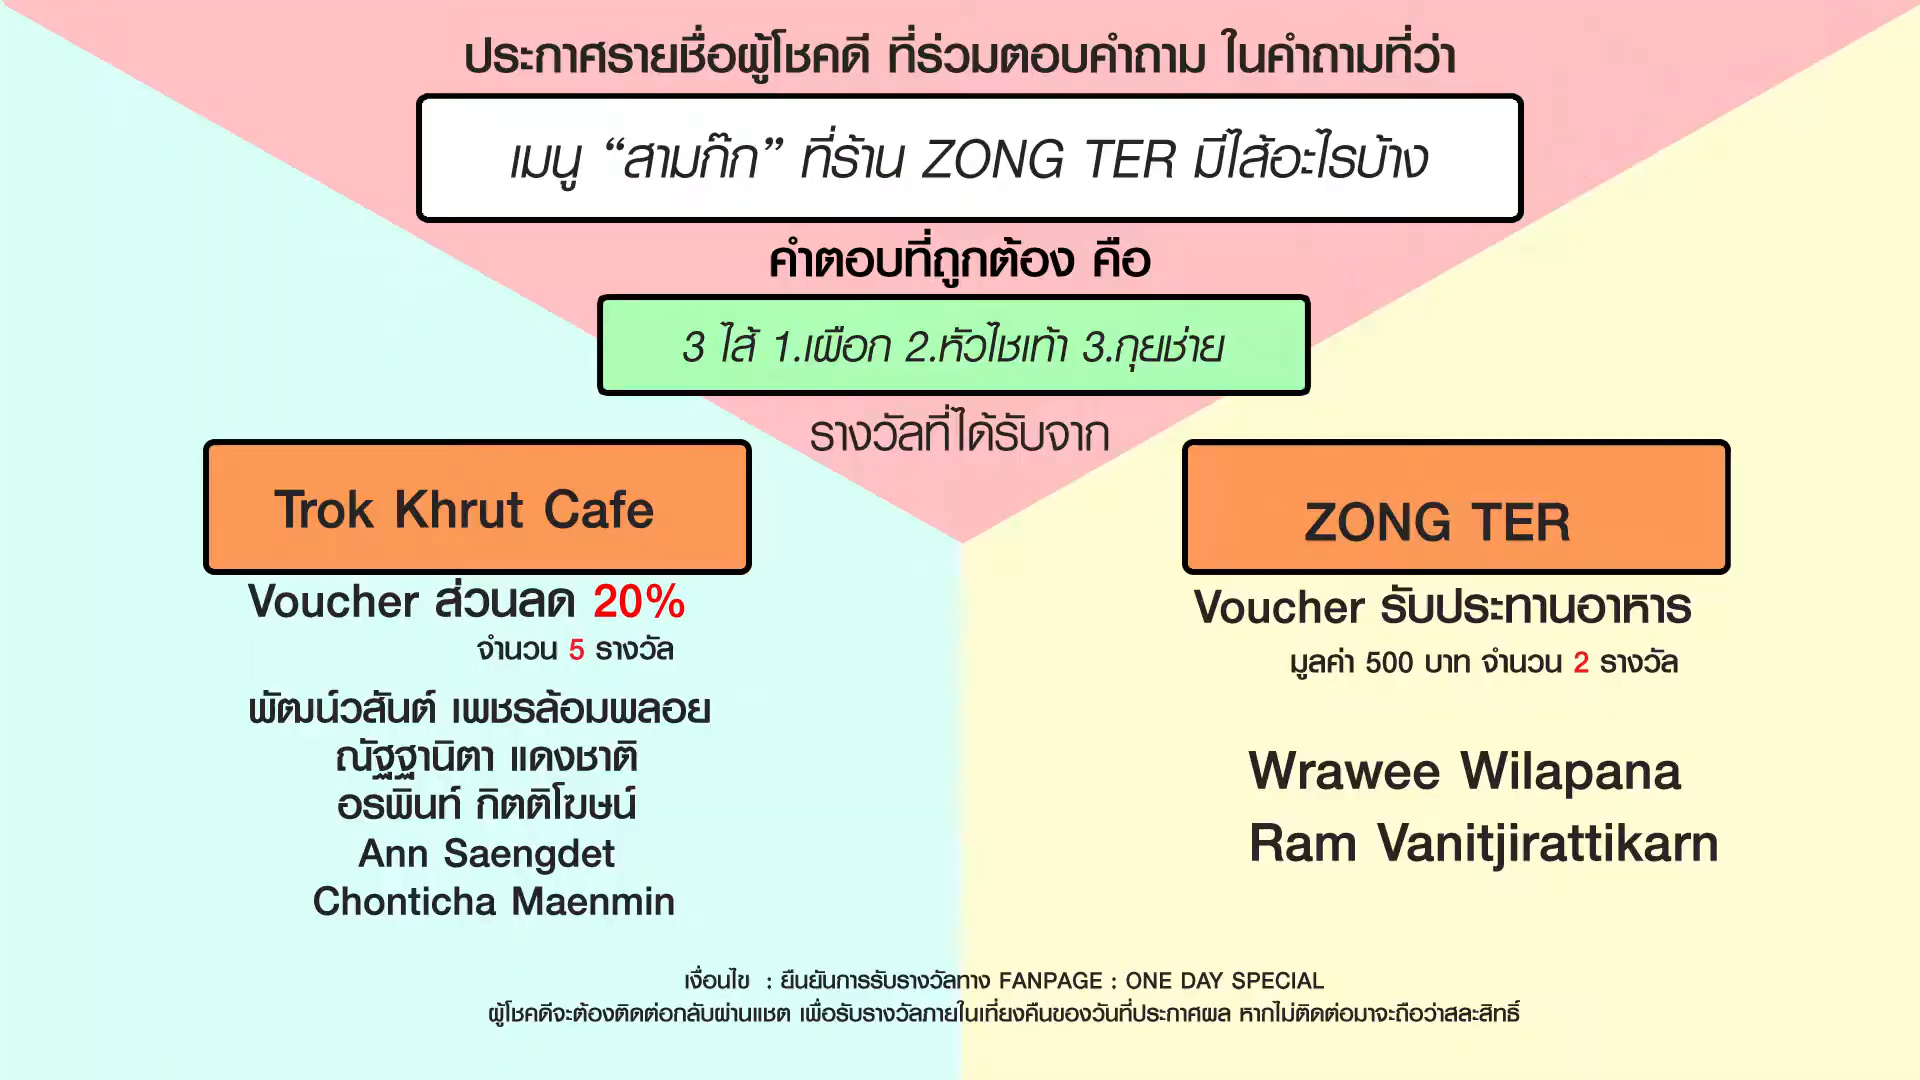 ประกาศรายชื่อผู้โชคดี ที่ร่วมตอบคำถาม ในคำถามที่ว่า
เมนู “สามก๊ก” ที่ร้าน ZONG TER มีไส้อะไรบ้าง
คำตอบที่ถูกต้อง คือ
3 ไส้ 1.เผือก 2.หัวไชเท้า 3.กุยช่าย
รางวัลที่ได้รับจาก
Trok Khrut Cafe
Voucher ส่วนลด 20%
จำนวน 5 รางวัล
พัฒน์วสันต์ เพชรล้อมพลอย
ณัฐฐานิตา แดงชาติ
อรพินท์ กิตติโฆษน์
Ann Saengdet
Chonticha Maenmin
ZONG TER
Voucher รับประทานอาหาร
มูลค่า 500 บาท จำนวน 2 รางวัล
Wrawee Wilapana
Ram Vanitjirattikarn
เงื่อนไข : ยืนยันการรับรางวัลทาง FANPAGE : ONE DAY SPECIAL
ผู้โชคดีจะต้องติดต่อกลับผ่านแชต เพื่อรับรางวัลภายในเที่ยงคืนของวันที่ประกาศผล หากไม่ติดต่อมาจะถือว่าสละสิทธิ์